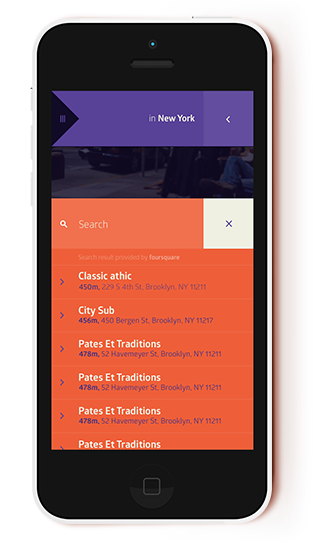 in New York
Search
Search result provided by foursquare
Classic athic
450m, 229 S 4th St, Brooklyn, NY 11211
City Sub
456m, 450 Bergen St, Brooklyn, NY 11217
Pates Et Traditions
478m, 52 Havemeyer St, Brooklyn, NY 11211
Pates Et Traditions
478m, 52 Havemeyer St, Brooklyn, NY 11211
Pates Et Traditions
478m, 52 Havemeyer St, Brooklyn, NY 11211
Pates Et Traditions